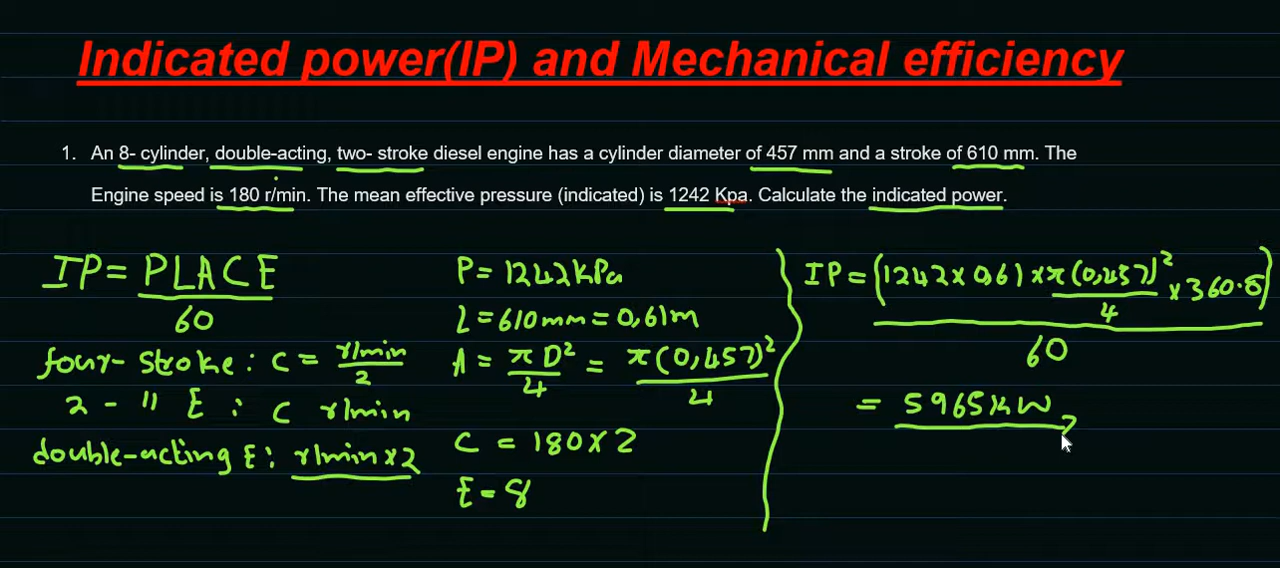 Indicated power(IP) and Mechanical efficiency
1. An 8- cylinder, double-acting, two- stroke diesel engine has a cylinder diameter of 457 mm and a stroke of 610 mm. The
Engine speed is 180 r/min. The mean effective pressure (indicated) is 1242 Kpa. Calculate the indicated power.
IP = PLACE
60
four- stroke : C = r/min
2
2 - 11 E : C r/min
double-acting E : r/min x 2
P = 1242 kPa
L = 610 mm = 0,61 m
A = π D² = π (0,457)²
4 4
C = 180 x 2
E = 8
IP = (1242 x 0,61 x π (0,457)² x 360·8)
4
60
= 5965 kW